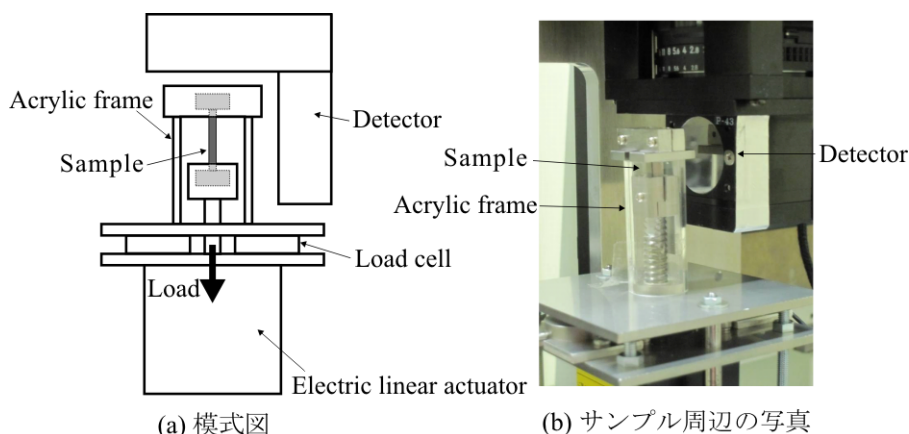 Acrylic frame
Sample
Detector
Load cell
Load
Electric linear actuator
(a) 模式図
P-43
Sample
Detector
Acrylic frame
(b) サンプル周辺の写真